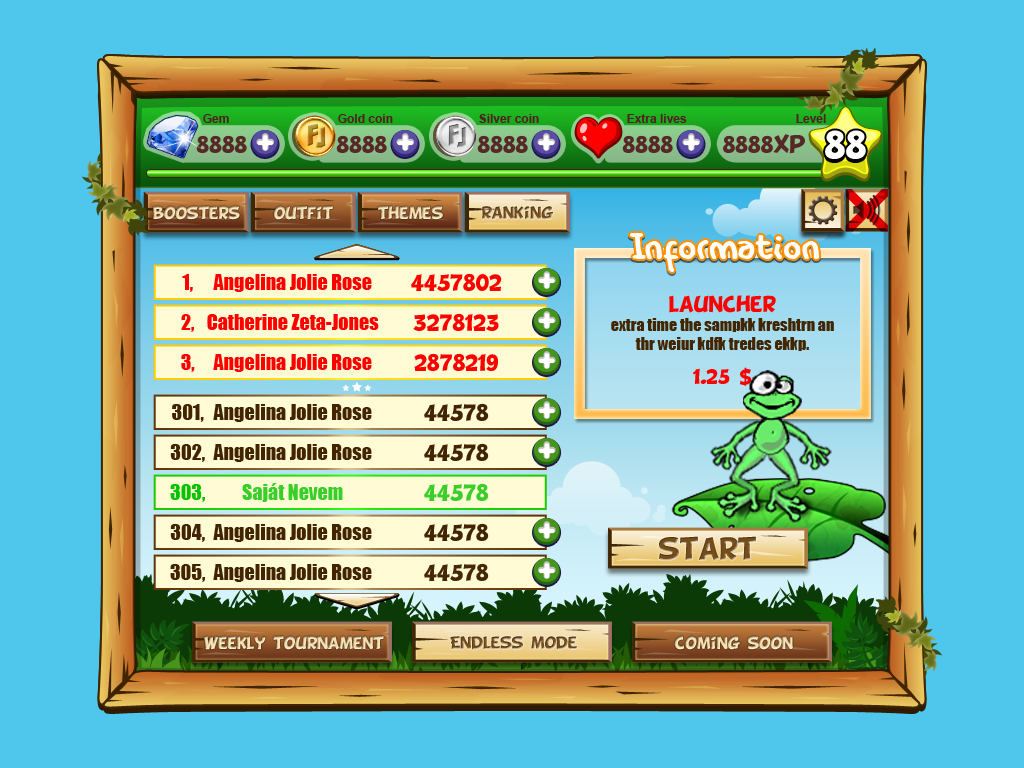 Gem
Gold coin
Silver coin
Extra lives
Level
8888
8888
8888
8888
8888XP
88
FJ
FJ
BOOSTERS
OUTFIT
THEMES
RANKING
Information
1, Angelina Jolie Rose 4457802
2, Catherine Zeta-Jones 3278123
3, Angelina Jolie Rose 2878219
301, Angelina Jolie Rose 44578
302, Angelina Jolie Rose 44578
303, Saját Nevem 44578
304, Angelina Jolie Rose 44578
305, Angelina Jolie Rose 44578
LAUNCHER
extra time the sampkk kreshtrn an
thr weiur kdfk tredes ekkp.
1.25 $
START
WEEKLY TOURNAMENT
ENDLESS MODE
COMING SOON